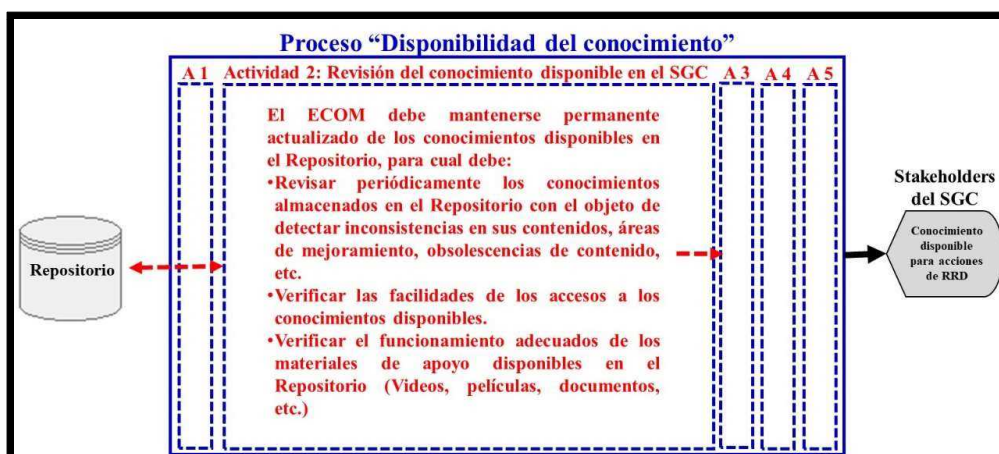 Proceso “Disponibilidad del conocimiento”
A 1 Actividad 2: Revisión del conocimiento disponible en el SGC A 3 A 4 A 5
El ECOM debe mantenerse permanente
actualizado de los conocimientos disponibles en
el Repositorio, para cual debe:
•Revisar periódicamente los conocimientos
almacenados en el Repositorio con el objeto de
detectar inconsistencias en sus contenidos, áreas
de mejoramiento, obsolescencias de contenido,
etc.
•Verificar las facilidades de los accesos a los
conocimientos disponibles.
•Verificar el funcionamiento adecuados de los
materiales de apoyo disponibles en el
Repositorio (Videos, películas, documentos,
etc.)
Repositorio
Stakeholders
del SGC
Conocimiento
disponible
para acciones
de RRD